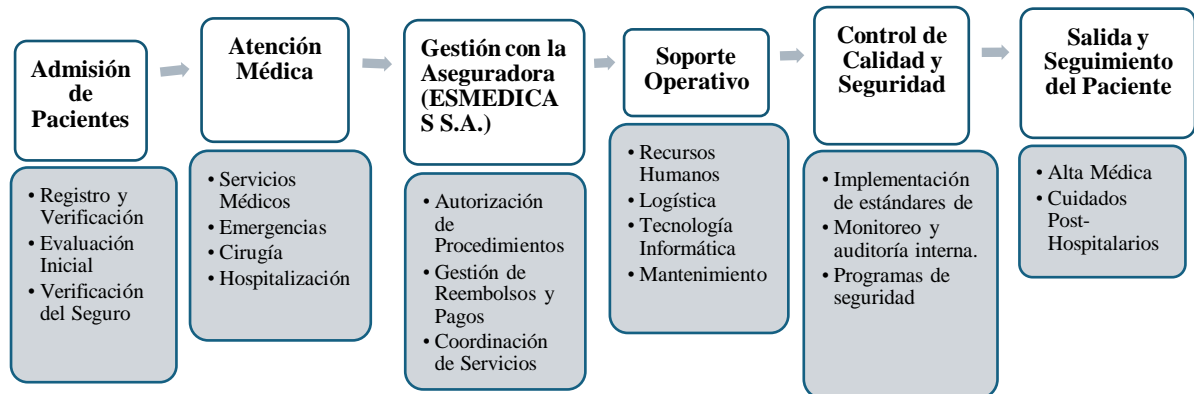 Admisión
de
Pacientes
• Registro y
Verificación
• Evaluación
Inicial
• Verificación
del Seguro
Atención
Médica
• Servicios
Médicos
• Emergencias
• Cirugía
• Hospitalización
Gestión con la
Aseguradora
(ESMEDICA
S S.A.)
• Autorización
de
Procedimientos
• Gestión de
Reembolsos y
Pagos
• Coordinación
de Servicios
Soporte
Operativo
• Recursos
Humanos
• Logística
• Tecnología
Informática
• Mantenimiento
Control de
Calidad y
Seguridad
• Implementación
de estándares de
• Monitoreo y
auditoría interna.
• Programas de
seguridad
Salida y
Seguimiento
del Paciente
• Alta Médica
• Cuidados
Post-
Hospitalarios